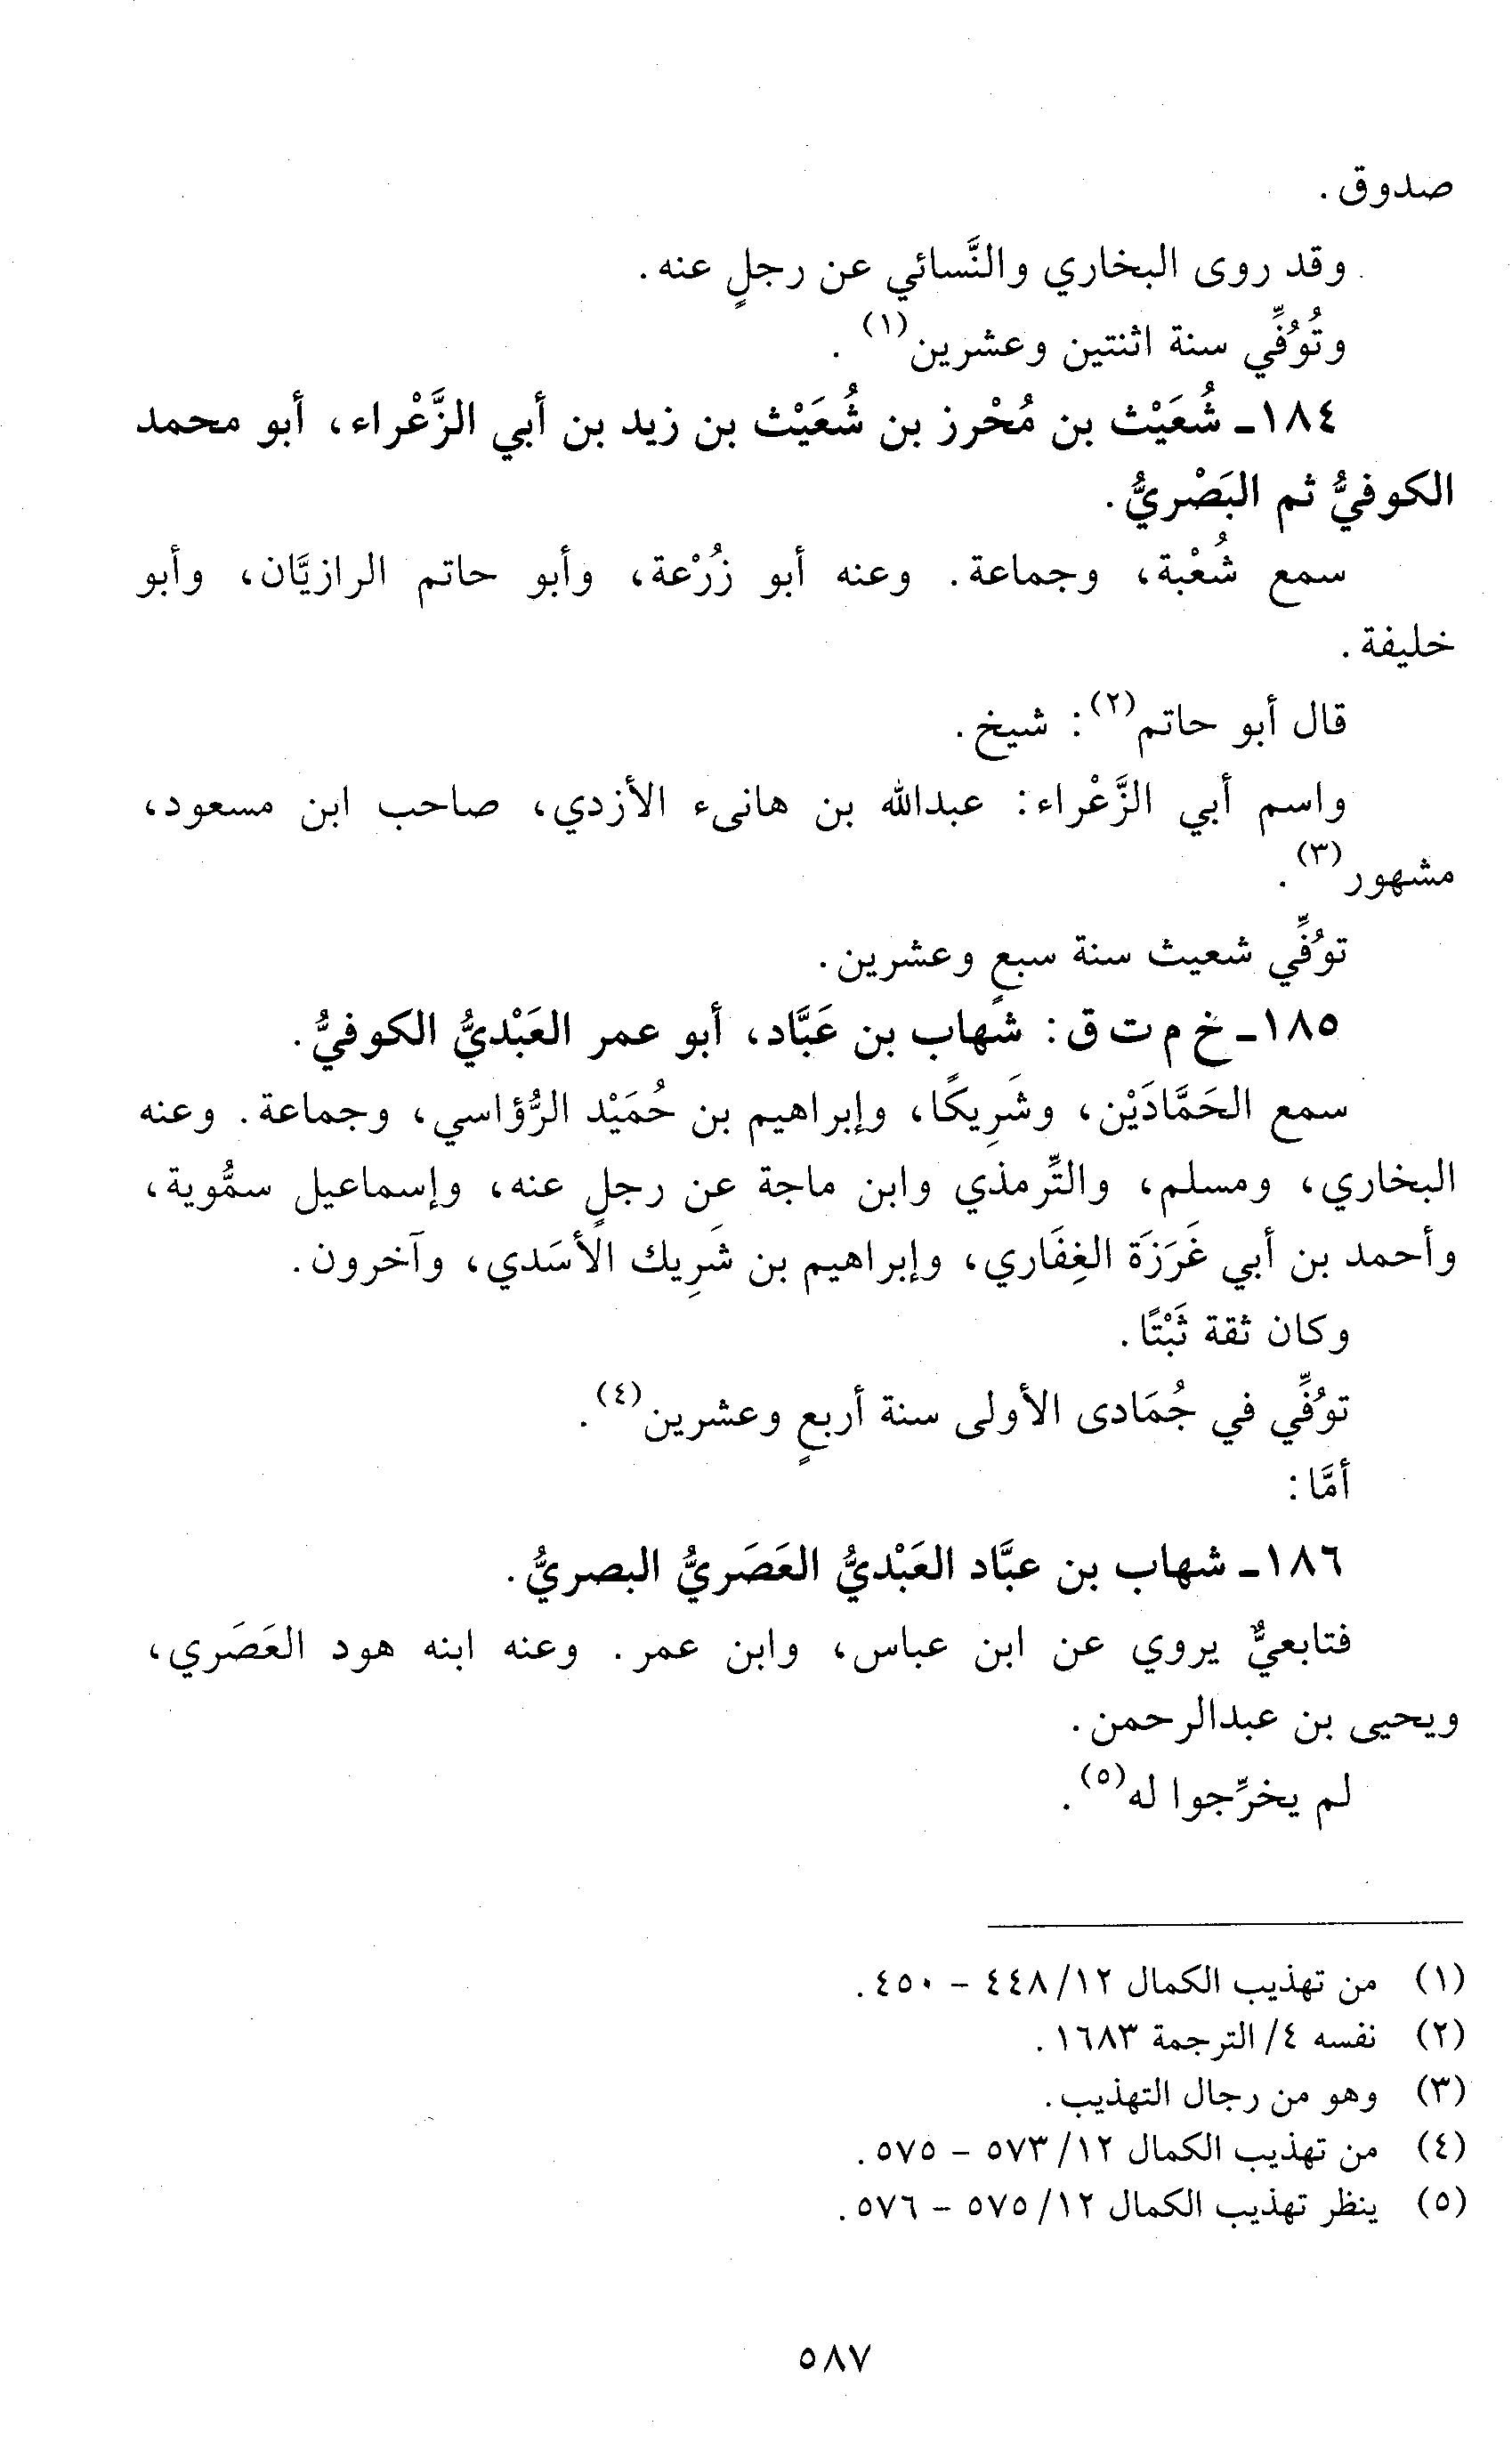 صدوق.
وقد روى البخاري والنَّسائي عن رجلٍ عنه.
وتُوُفِّي سنة اثنتين وعشرين(١).
١٨٤- شُعَيْث بن مُحْرز بن شُعَيْث بن زيد بن أبي الزَّعْراء، أبو محمد
الكوفيُّ ثم البَصْريُّ.
سمع شُعْبة، وجماعة. وعنه أبو زُرْعة، وأبو حاتم الرازيَّان، وأبو
خليفة.
قال أبو حاتم(٢): شيخ.
واسم أبي الزَّعْراء: عبدالله بن هانىء الأزدي، صاحب ابن مسعود،
مشهور(٣).
توُفِّي شعيث سنة سبعٍ وعشرين.
١٨٥- خ م ت ق: شهاب بن عَبَّاد، أبو عمر العَبْديُّ الكوفيُّ.
سمع الحَمَّادَيْن، وشَرِيكًا، وإبراهيم بن حُمَيْد الرُّؤاسي، وجماعة. وعنه
البخاري، ومسلم، والتِّرمذي وابن ماجة عن رجلٍ عنه، وإسماعيل سمُّوية،
وأحمد بن أبي غَرَزَة الغِفَاري، وإبراهيم بن شَرِيك الأسَدي، وآخرون.
وكان ثقة ثَبْتًا.
توُفِّي في جُمَادى الأولى سنة أربعٍ وعشرين(٤).
أمَّا:
١٨٦- شهاب بن عبَّاد العَبْديُّ العَصَريُّ البصريُّ.
فتابعيٌّ يروي عن ابن عباس، وابن عمر. وعنه ابنه هود العَصَري،
ويحيى بن عبدالرحمن.
لم يخرِّجوا له(٥).
(١) من تهذيب الكمال ١٢/ ٤٤٨ - ٤٥٠.
(٢) نفسه ٤/ الترجمة ١٦٨٣.
(٣) وهو من رجال التهذيب.
(٤) من تهذيب الكمال ١٢/ ٥٧٣ - ٥٧٥.
(٥) ينظر تهذيب الكمال ١٢/ ٥٧٥ - ٥٧٦.
٥٨٧